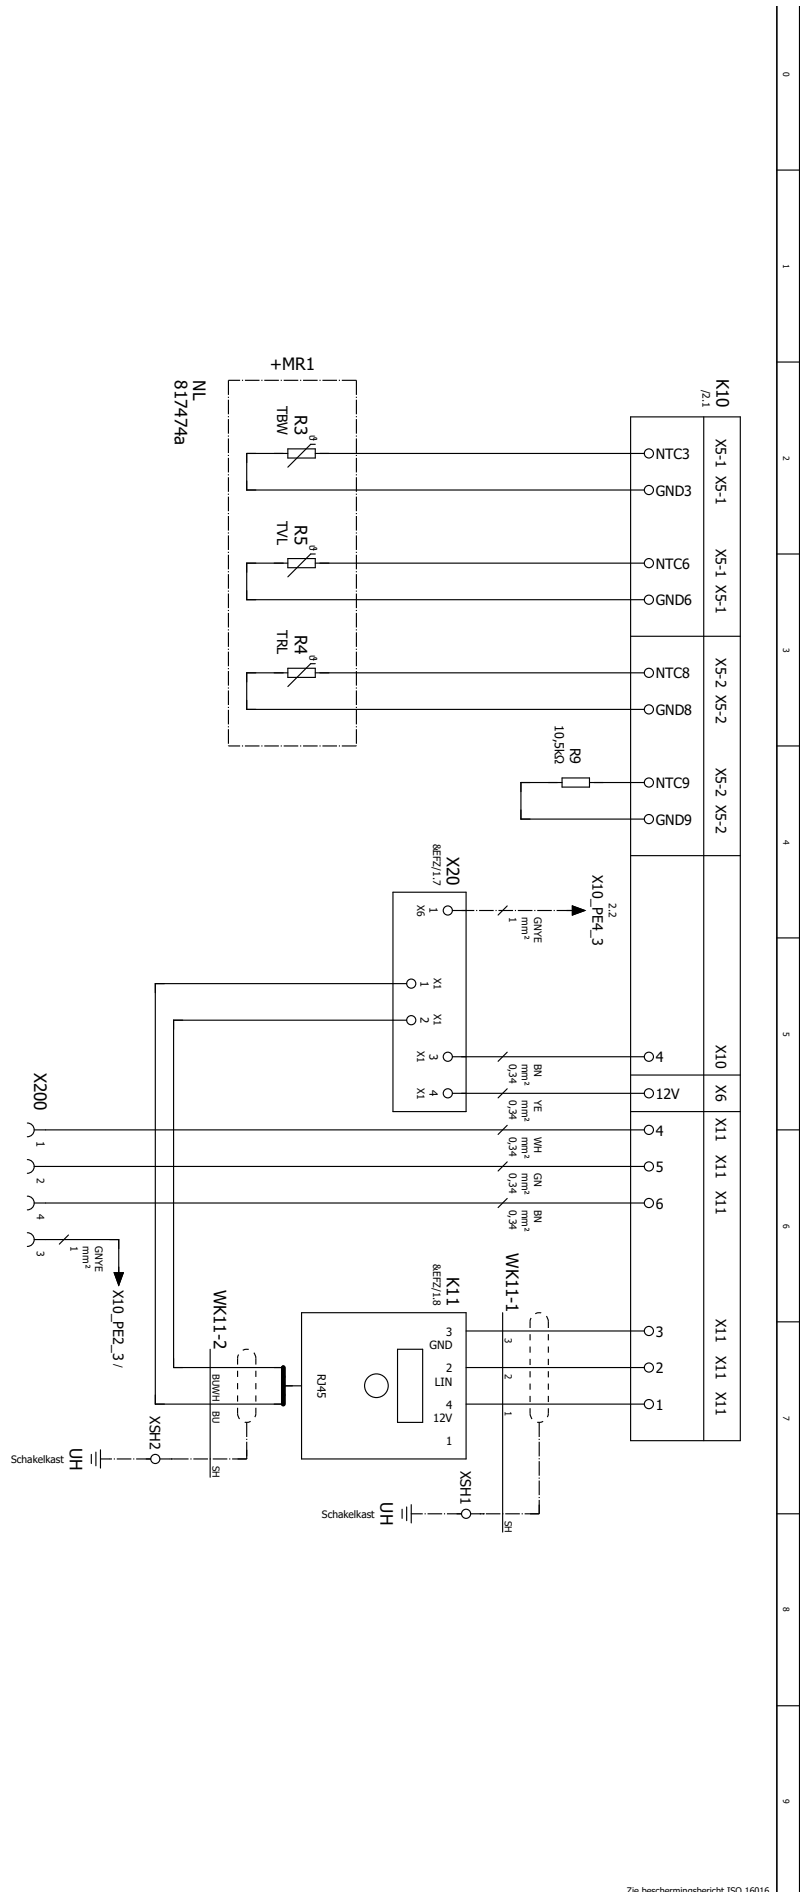 0
1
2
3
4
5
6
7
8
9
K10
/2.1
X5-1
X5-1
X5-1
X5-1
X5-2
X5-2
X5-2
X5-2
X10
X6
X11
X11
X11
X11
X11
X11
NTC3
GND3
NTC6
GND6
NTC8
GND8
NTC9
GND9
4
12V
4
5
6
3
2
1
+MR1
R3
TBW
ϑ
R5
TVL
ϑ
R4
TRL
ϑ
NL
817474a
R9
10,5kΩ
2.2
X10_PE4_3
GNYE
1 mm²
X20
&EFZ/1.7
X6 1
1 X1
2 X1
X1 3
X1 4
BN
0,34 mm²
YE
0,34 mm²
WH
0,34 mm²
GN
0,34 mm²
BN
0,34 mm²
X200
1
2
4
3
GNYE
1 mm²
X10_PE2_3 /
WK11-1
3
2
1
SH
K11
&EFZ/1.8
3
GND
2
LIN
4
12V
1
RJ45
WK11-2
BUWH
BU
SH
XSH1
UH
Schakelkast
XSH2
UH
Schakelkast
Zie beschermingsbericht ISO 16016